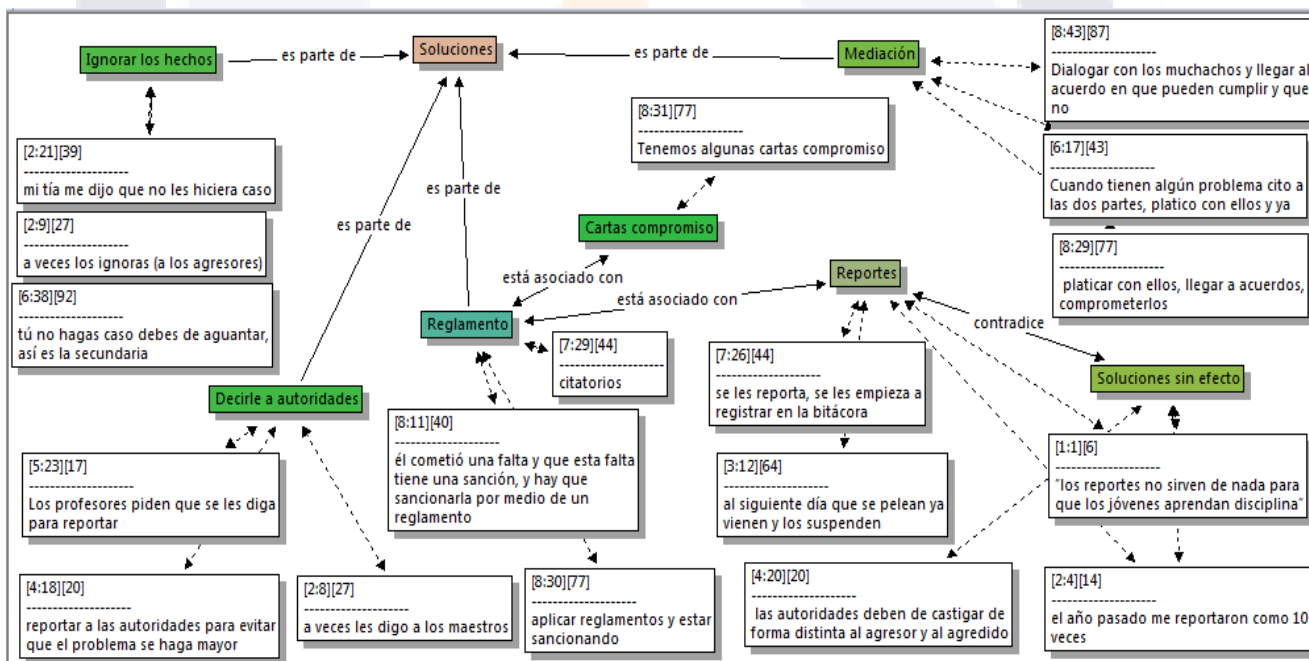 Ignorar los hechos
es parte de
Soluciones
es parte de
Mediación
[8:43][87]
--------------------
Dialogar con los muchachos y llegar al
acuerdo en que pueden cumplir y que
no
[8:31][77]
--------------------
Tenemos algunas cartas compromiso
[2:21][39]
--------------------
mi tía me dijo que no les hiciera caso
[6:17][43]
--------------------
Cuando tienen algún problema cito a
las dos partes, platico con ellos y ya
es parte de
es parte de
[2:9][27]
--------------------
a veces los ignoras (a los agresores)
Cartas compromiso
[8:29][77]
--------------------
platicar con ellos, llegar a acuerdos,
comprometerlos
[6:38][92]
--------------------
tú no hagas caso debes de aguantar,
así es la secundaria
está asociado con
está asociado con
Reportes
Reglamento
contradice
[7:29][44]
--------------------
citatorios
[7:26][44]
--------------------
se les reporta, se les empieza a
registrar en la bitácora
Soluciones sin efecto
Decirle a autoridades
[8:11][40]
--------------------
él cometió una falta y que esta falta
tiene una sanción, y hay que
sancionarla por medio de un
reglamento
[1:1][6]
--------------------
"los reportes no sirven de nada para
que los jóvenes aprendan disciplina"
[5:23][17]
--------------------
Los profesores piden que se les diga
para reportar
[3:12][64]
--------------------
al siguiente día que se pelean ya
vienen y los suspenden
[4:18][20]
--------------------
reportar a las autoridades para evitar
que el problema se haga mayor
[2:8][27]
--------------------
a veces les digo a los maestros
[8:30][77]
--------------------
aplicar reglamentos y estar
sancionando
[4:20][20]
--------------------
las autoridades deben de castigar de
forma distinta al agresor y al agredido
[2:4][14]
--------------------
el año pasado me reportaron como 10
veces